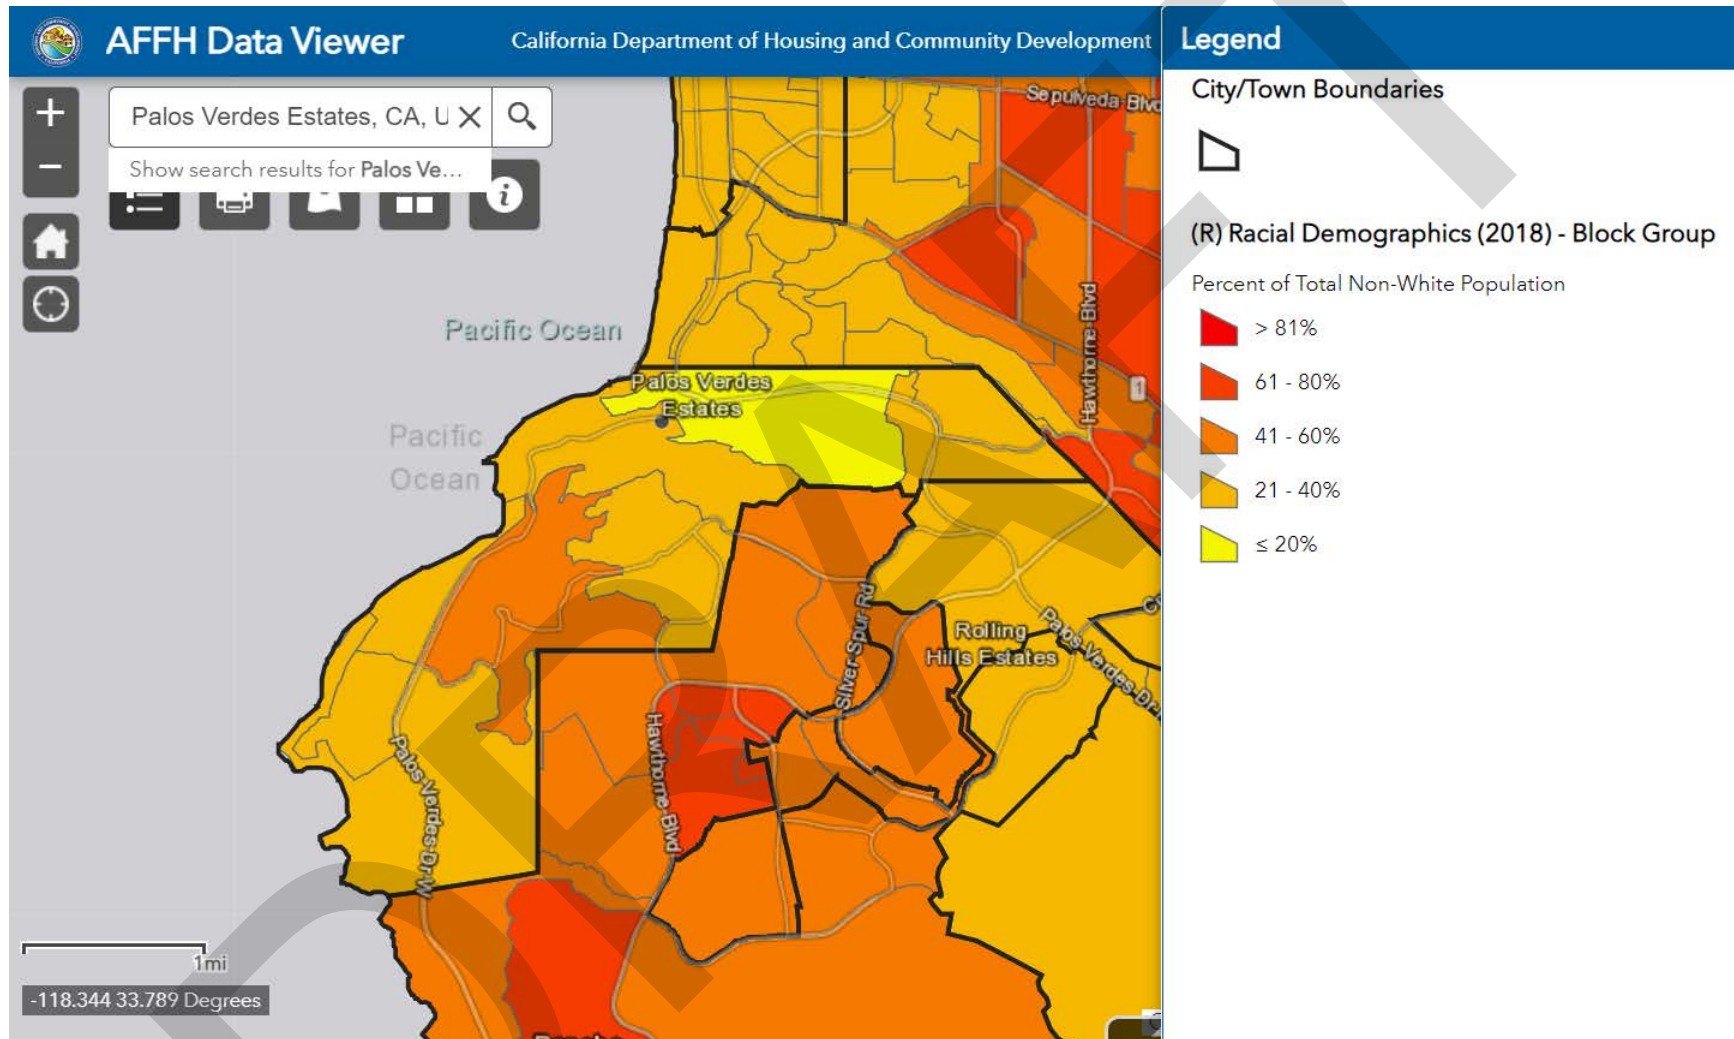 AFFH Data Viewer
California Department of Housing and Community Development
Legend
Palos Verdes Estates, CA, U
Show search results for Palos Ve...
City/Town Boundaries
(R) Racial Demographics (2018) - Block Group
Percent of Total Non-White Population
> 81%
61 - 80%
41 - 60%
21 - 40%
≤ 20%
Sepulveda Blvd
Pacific Ocean
Hawthorne-Blvd
1
Palos Verdes
Estates
Pacific
Ocean
Silver-Spur Rd
Rolling
Hills Estates
Palos-Verdes-Dr
Hawthorne-Blvd
Palos-Verdes-Dr-W
1mi
-118.344 33.789 Degrees
DRAFT